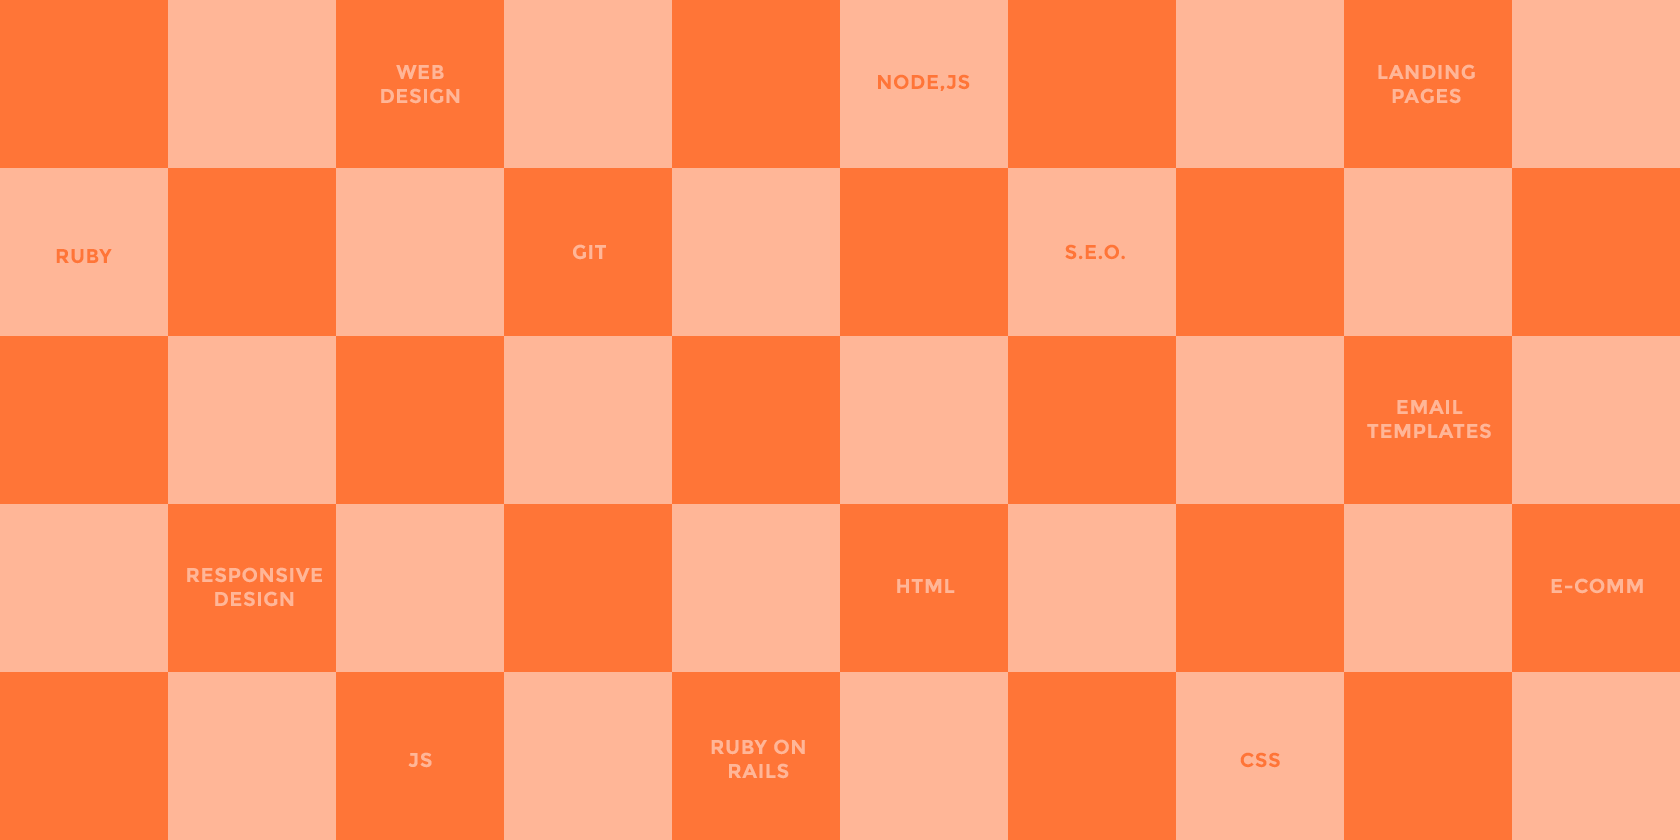 WEB
DESIGN
NODE,JS
LANDING
PAGES
RUBY
GIT
S.E.O.
EMAIL
TEMPLATES
RESPONSIVE
DESIGN
HTML
E-COMM
JS
RUBY ON
RAILS
CSS